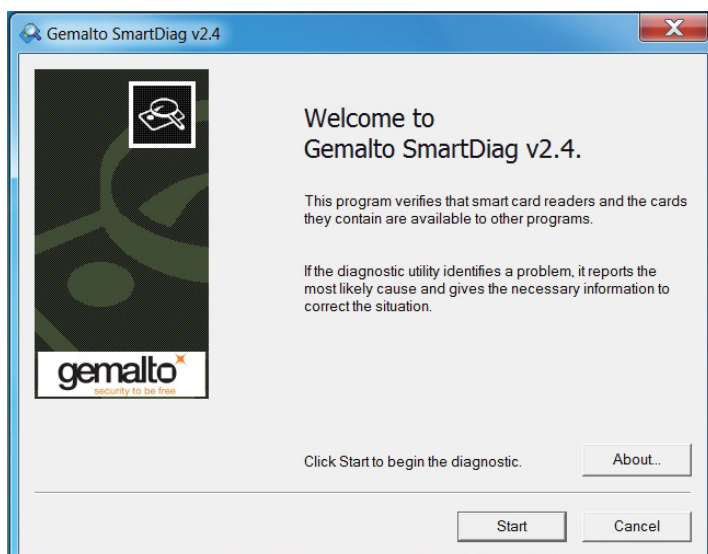 Gemalto SmartDiag v2.4
Welcome to
Gemalto SmartDiag v2.4.
This program verifies that smart card readers and the cards
they contain are available to other programs.
If the diagnostic utility identifies a problem, it reports the
most likely cause and gives the necessary information to
correct the situation.
gemalto
security to be free
Click Start to begin the diagnostic.
About...
Start
Cancel